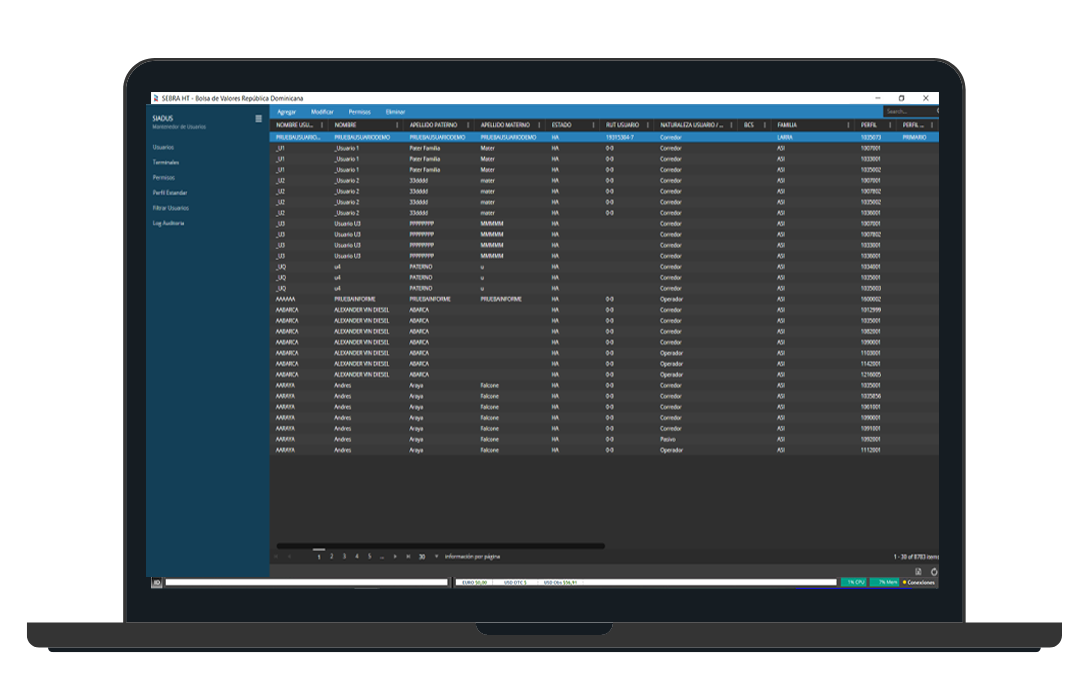 SEBRA HT - Bolsa de Valores República Dominicana
SIADUS
Mantenedor de Usuarios
Usuarios
Terminales
Permisos
Perfil Estandar
Filtrar Usuarios
Log Auditoria
Agregar Modificar Permisos Eliminar Search...
NOMBRE USU... NOMBRE APELLIDO PATERNO APELLIDO MATERNO ESTADO RUT USUARIO NATURALEZA USUARIO / ... BCS FAMILIA PERFIL PERFIL ...
PRUEBAUSUARIO... PRUEBAUSUARIODEMO PRUEBAUSUARIODEMO PRUEBAUSUARIODEMO HA 19315364-7 Corredor LARRA 1035073 PRIMARIO
_U1 _Usuario 1 Pater Familia Mater HA 0-0 Corredor ASI 1007001
_U1 _Usuario 1 Pater Familia Mater HA 0-0 Corredor ASI 1033001
_U1 _Usuario 1 Pater Familia Mater HA 0-0 Corredor ASI 1035002
_U2 _Usuario 2 33dddd mater HA 0-0 Corredor ASI 1007001
_U2 _Usuario 2 33dddd mater HA 0-0 Corredor ASI 1007802
_U2 _Usuario 2 33dddd mater HA 0-0 Corredor ASI 1035002
_U2 _Usuario 2 33dddd mater HA 0-0 Corredor ASI 1036001
_U3 Usuario U3 PPPPPPPP MMMMM HA Corredor ASI 1007001
_U3 Usuario U3 PPPPPPPP MMMMM HA Corredor ASI 1007802
_U3 Usuario U3 PPPPPPPP MMMMM HA Corredor ASI 1033001
_U3 Usuario U3 PPPPPPPP MMMMM HA Corredor ASI 1036001
_UQ u4 PATERNO u HA Corredor ASI 1034001
_UQ u4 PATERNO u HA Corredor ASI 1035001
_UQ u4 PATERNO u HA Corredor ASI 1035003
AAAAAA PRUEBAINFORME PRUEBAINFORME PRUEBAINFORME HA 0-0 Operador ASI 1600002
AABARCA ALEXANDER VIN DIESEL ABARCA HA 0-0 Corredor ASI 1012999
AABARCA ALEXANDER VIN DIESEL ABARCA HA 0-0 Corredor ASI 1035001
AABARCA ALEXANDER VIN DIESEL ABARCA HA 0-0 Corredor ASI 1082001
AABARCA ALEXANDER VIN DIESEL ABARCA HA 0-0 Corredor ASI 1090001
AABARCA ALEXANDER VIN DIESEL ABARCA HA 0-0 Operador ASI 1103001
AABARCA ALEXANDER VIN DIESEL ABARCA HA 0-0 Operador ASI 1142001
AABARCA ALEXANDER VIN DIESEL ABARCA HA 0-0 Operador ASI 1216005
AARAYA Andres Araya Falcone HA 0-0 Corredor ASI 1035001
AARAYA Andres Araya Falcone HA 0-0 Corredor ASI 1035856
AARAYA Andres Araya Falcone HA 0-0 Corredor ASI 1061001
AARAYA Andres Araya Falcone HA 0-0 Corredor ASI 1090001
AARAYA Andres Araya Falcone HA 0-0 Corredor ASI 1091001
AARAYA Andres Araya Falcone HA 0-0 Pasivo ASI 1092001
AARAYA Andres Araya Falcone HA 0-0 Operador ASI 1112001
1 2 3 4 5 ... 30 información por página 1 - 30 of 8783 items
EURO $0,00 USD OTC $ USD Obs $56,91 1% CPU 7% Mem Conexiones